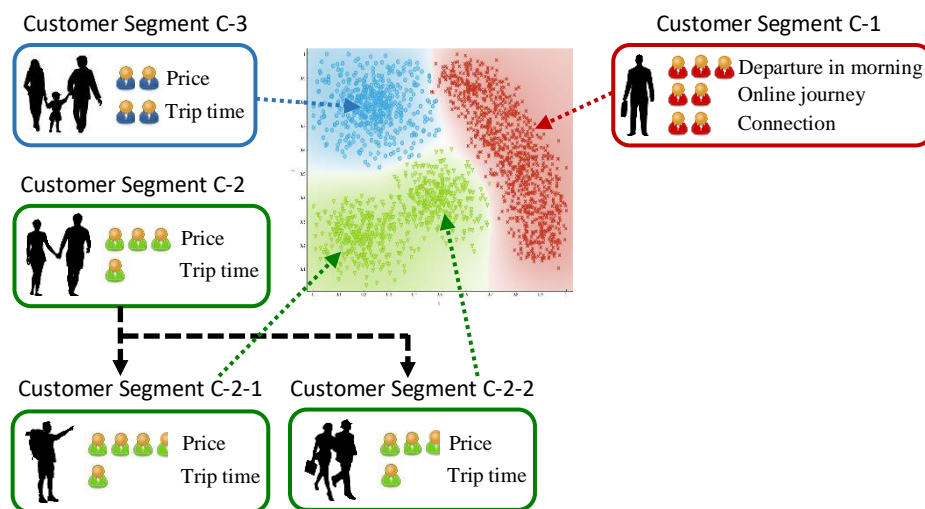 Customer Segment C-3
Customer Segment C-1
Price
Trip time
Departure in morning
Online journey
Connection
Customer Segment C-2
Price
Trip time
Customer Segment C-2-1
Customer Segment C-2-2
Price
Trip time
Price
Trip time